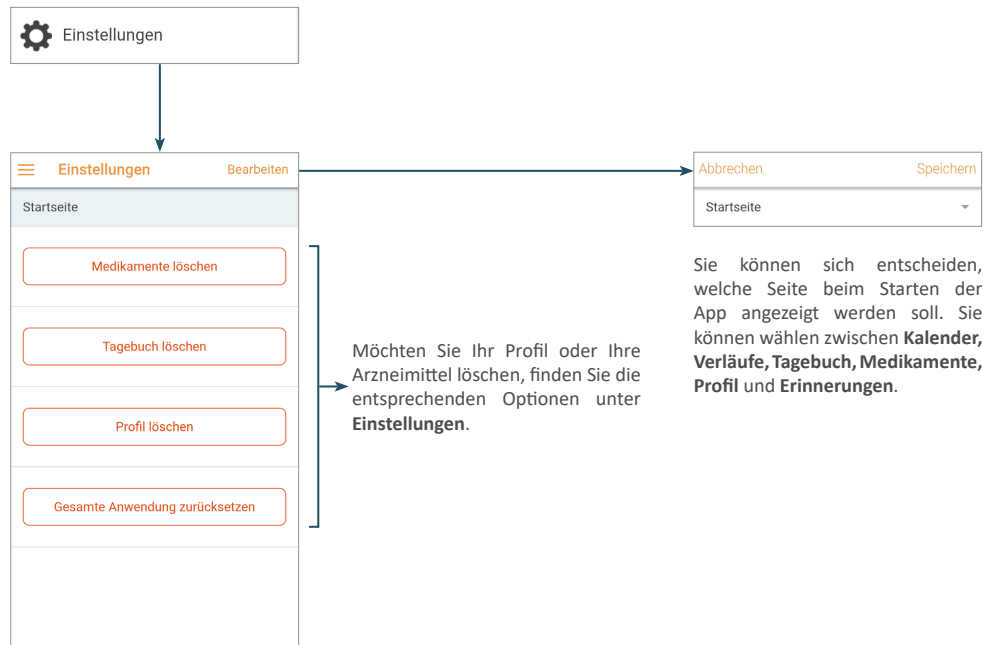 Einstellungen
Einstellungen
Bearbeiten
Startseite
Medikamente löschen
Tagebuch löschen
Profil löschen
Gesamte Anwendung zurücksetzen
Möchten Sie Ihr Profil oder Ihre
Arzneimittel löschen, finden Sie die
entsprechenden Optionen unter
Einstellungen.
Abbrechen
Speichern
Startseite
Sie können sich entscheiden,
welche Seite beim Starten der
App angezeigt werden soll. Sie
können wählen zwischen Kalender,
Verläufe, Tagebuch, Medikamente,
Profil und Erinnerungen.